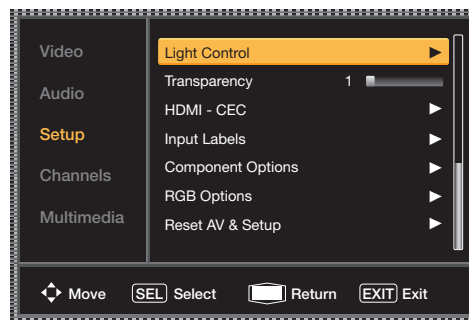 Video
Audio
Setup
Channels
Multimedia
Light Control
Transparency 1
HDMI - CEC
Input Labels
Component Options
RGB Options
Reset AV & Setup
Move SEL Select Return EXIT Exit